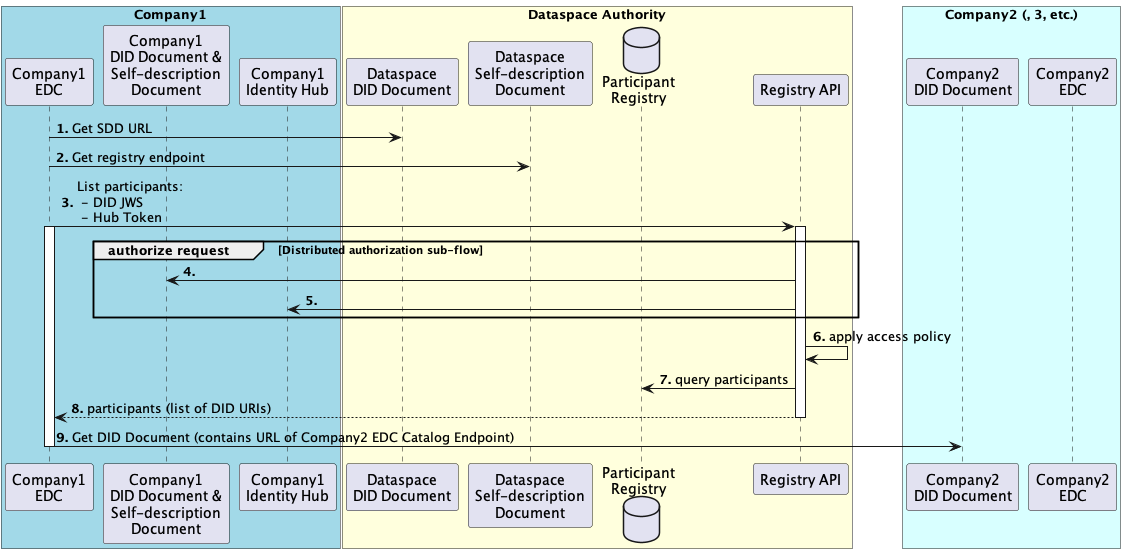 Company1
Dataspace Authority
Company2 (, 3, etc.)
Company1
EDC
Company1
DID Document &
Self-description
Document
Company1
Identity Hub
Dataspace
DID Document
Dataspace
Self-description
Document
Participant
Registry
Registry API
Company2
DID Document
Company2
EDC
1. Get SDD URL
2. Get registry endpoint
List participants:
3. - DID JWS
- Hub Token
authorize request [Distributed authorization sub-flow]
4.
5.
6. apply access policy
7. query participants
8. participants (list of DID URIs)
9. Get DID Document (contains URL of Company2 EDC Catalog Endpoint)
Company1
EDC
Company1
DID Document &
Self-description
Document
Company1
Identity Hub
Dataspace
DID Document
Dataspace
Self-description
Document
Participant
Registry
Registry API
Company2
DID Document
Company2
EDC